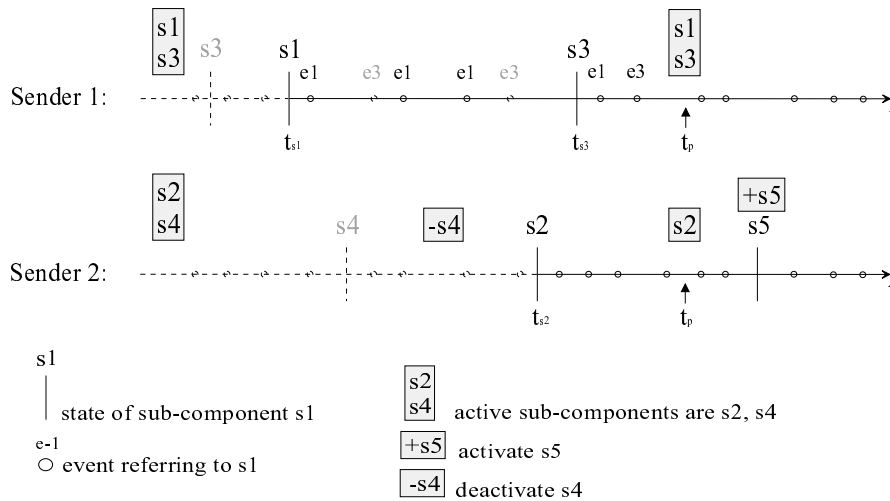 s1
s3
s3
s1
s3
s1
s3
e1
e3
e1
e1
e3
e1
e3
Sender 1:
ts1
ts3
tp
s2
s4
s4
-s4
s2
s2
+s5
s5
Sender 2:
ts2
tp
s1
state of sub-component s1
e-1
event referring to s1
s2
s4
active sub-components are s2, s4
+s5
activate s5
-s4
deactivate s4